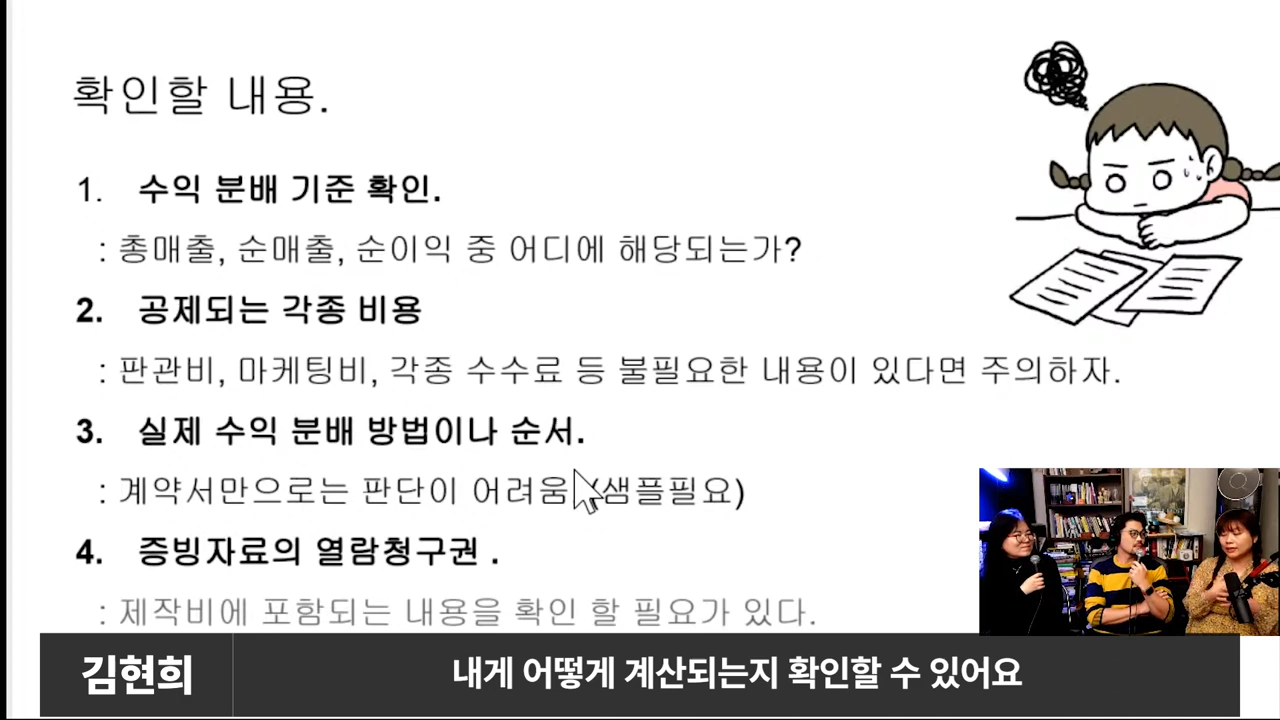 확인할 내용.
1. 수익 분배 기준 확인.
: 총매출, 순매출, 순이익 중 어디에 해당되는가?
2. 공제되는 각종 비용
: 판관비, 마케팅비, 각종 수수료 등 불필요한 내용이 있다면 주의하자.
3. 실제 수익 분배 방법이나 순서.
: 계약서만으로는 판단이 어려움 (샘플필요)
4. 증빙자료의 열람청구권 .
: 제작비에 포함되는 내용을 확인 할 필요가 있다.
김현희
내게 어떻게 계산되는지 확인할 수 있어요